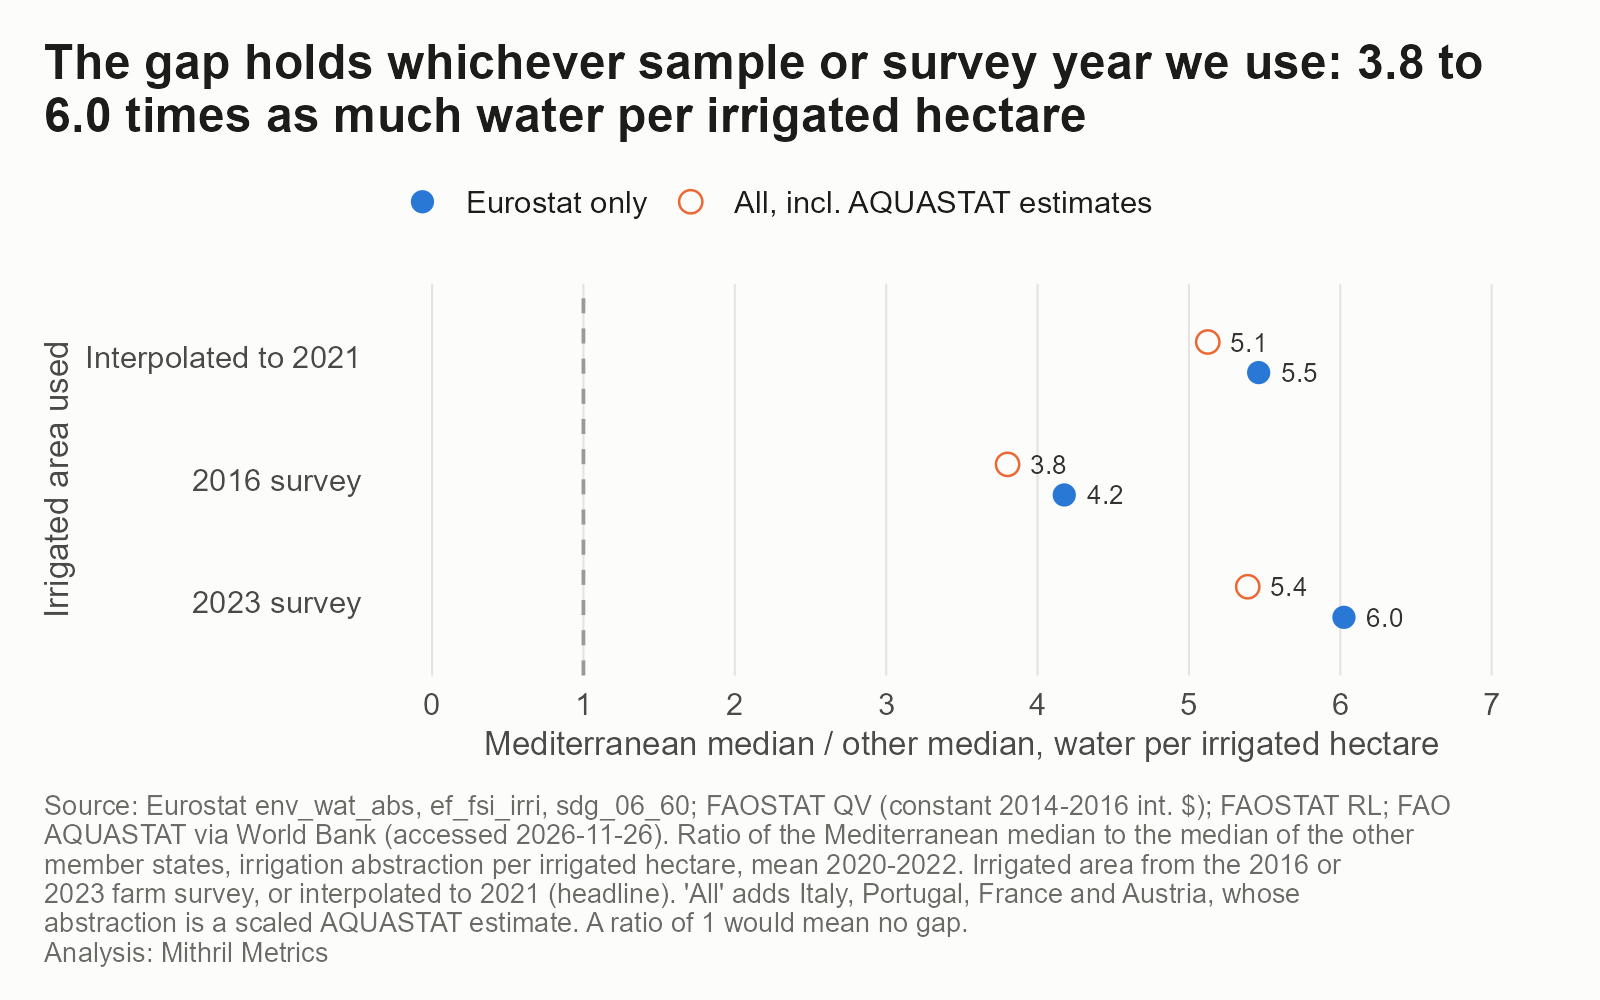 The gap holds whichever sample or survey year we use: 3.8 to
6.0 times as much water per irrigated hectare
Eurostat only
All, incl. AQUASTAT estimates
Irrigated area used
Interpolated to 2021
5.1
5.5
2016 survey
3.8
4.2
2023 survey
5.4
6.0
0 1 2 3 4 5 6 7
Mediterranean median / other median, water per irrigated hectare
Source: Eurostat env_wat_abs, ef_fsi_irri, sdg_06_60; FAOSTAT QV (constant 2014-2016 int. $); FAOSTAT RL; FAO
AQUASTAT via World Bank (accessed 2026-11-26). Ratio of the Mediterranean median to the median of the other
member states, irrigation abstraction per irrigated hectare, mean 2020-2022. Irrigated area from the 2016 or
2023 farm survey, or interpolated to 2021 (headline). 'All' adds Italy, Portugal, France and Austria, whose
abstraction is a scaled AQUASTAT estimate. A ratio of 1 would mean no gap.
Analysis: Mithril Metrics